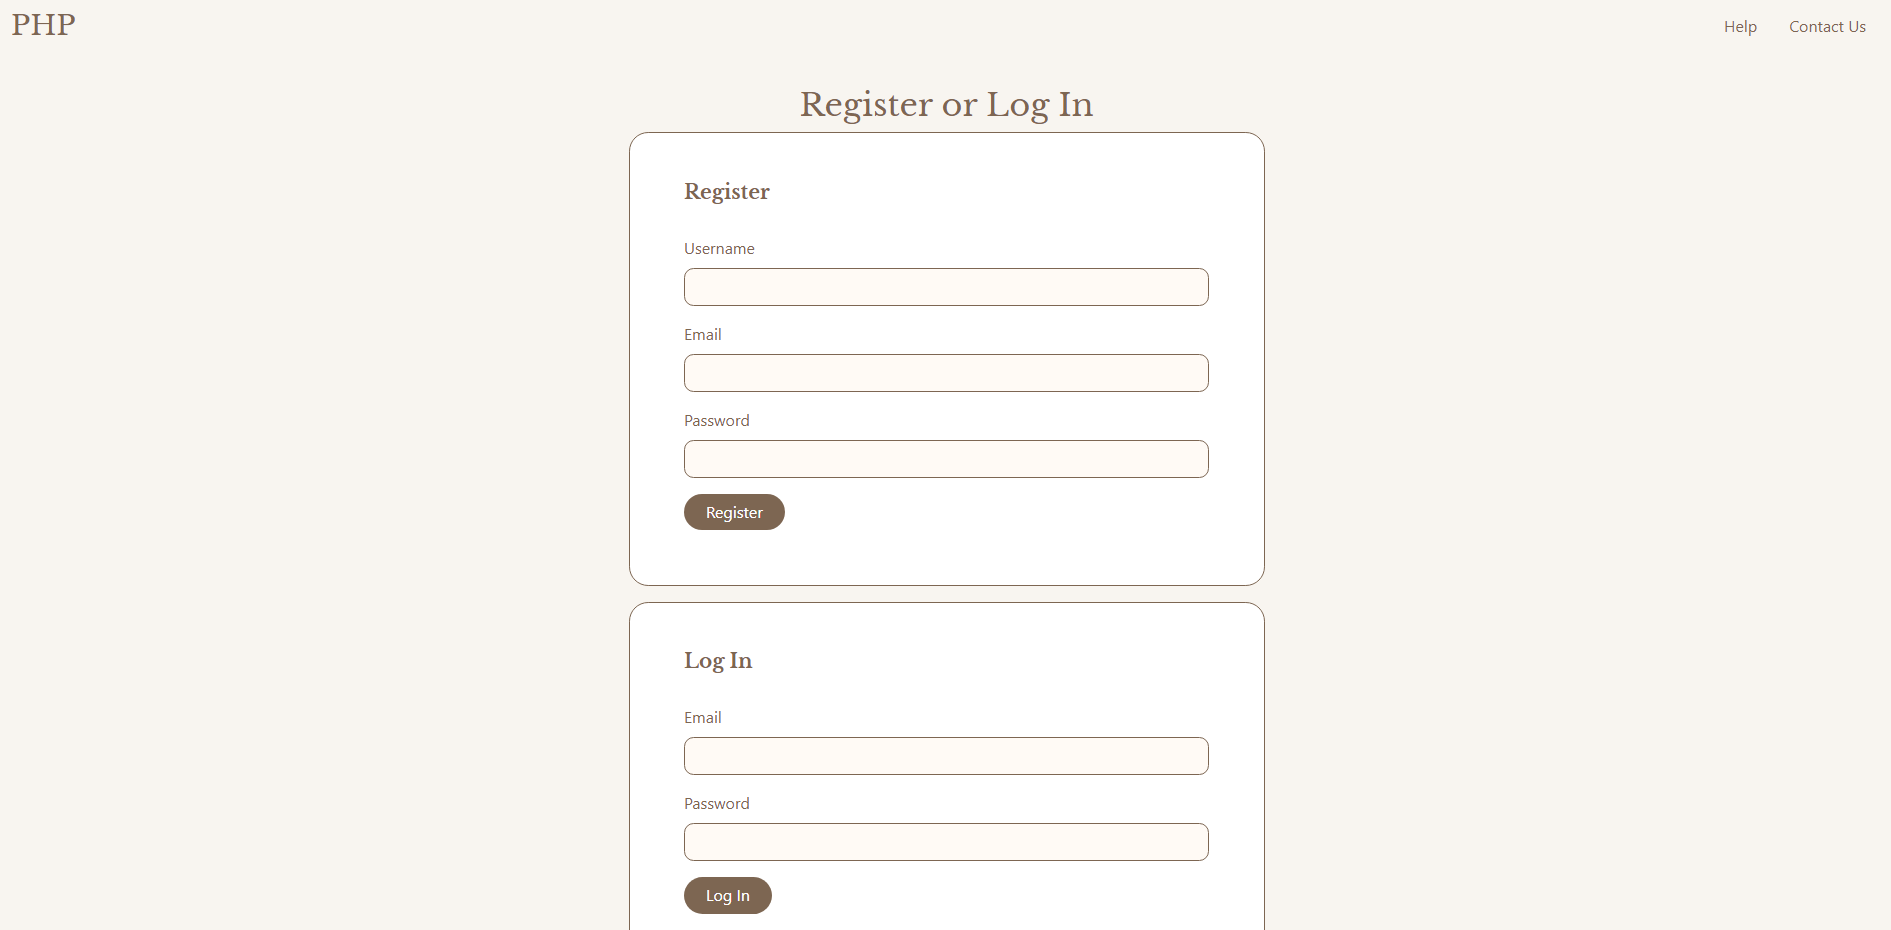 PHP
Help
Contact Us
Register or Log In
Register
Username
Email
Password
Register
Log In
Email
Password
Log In